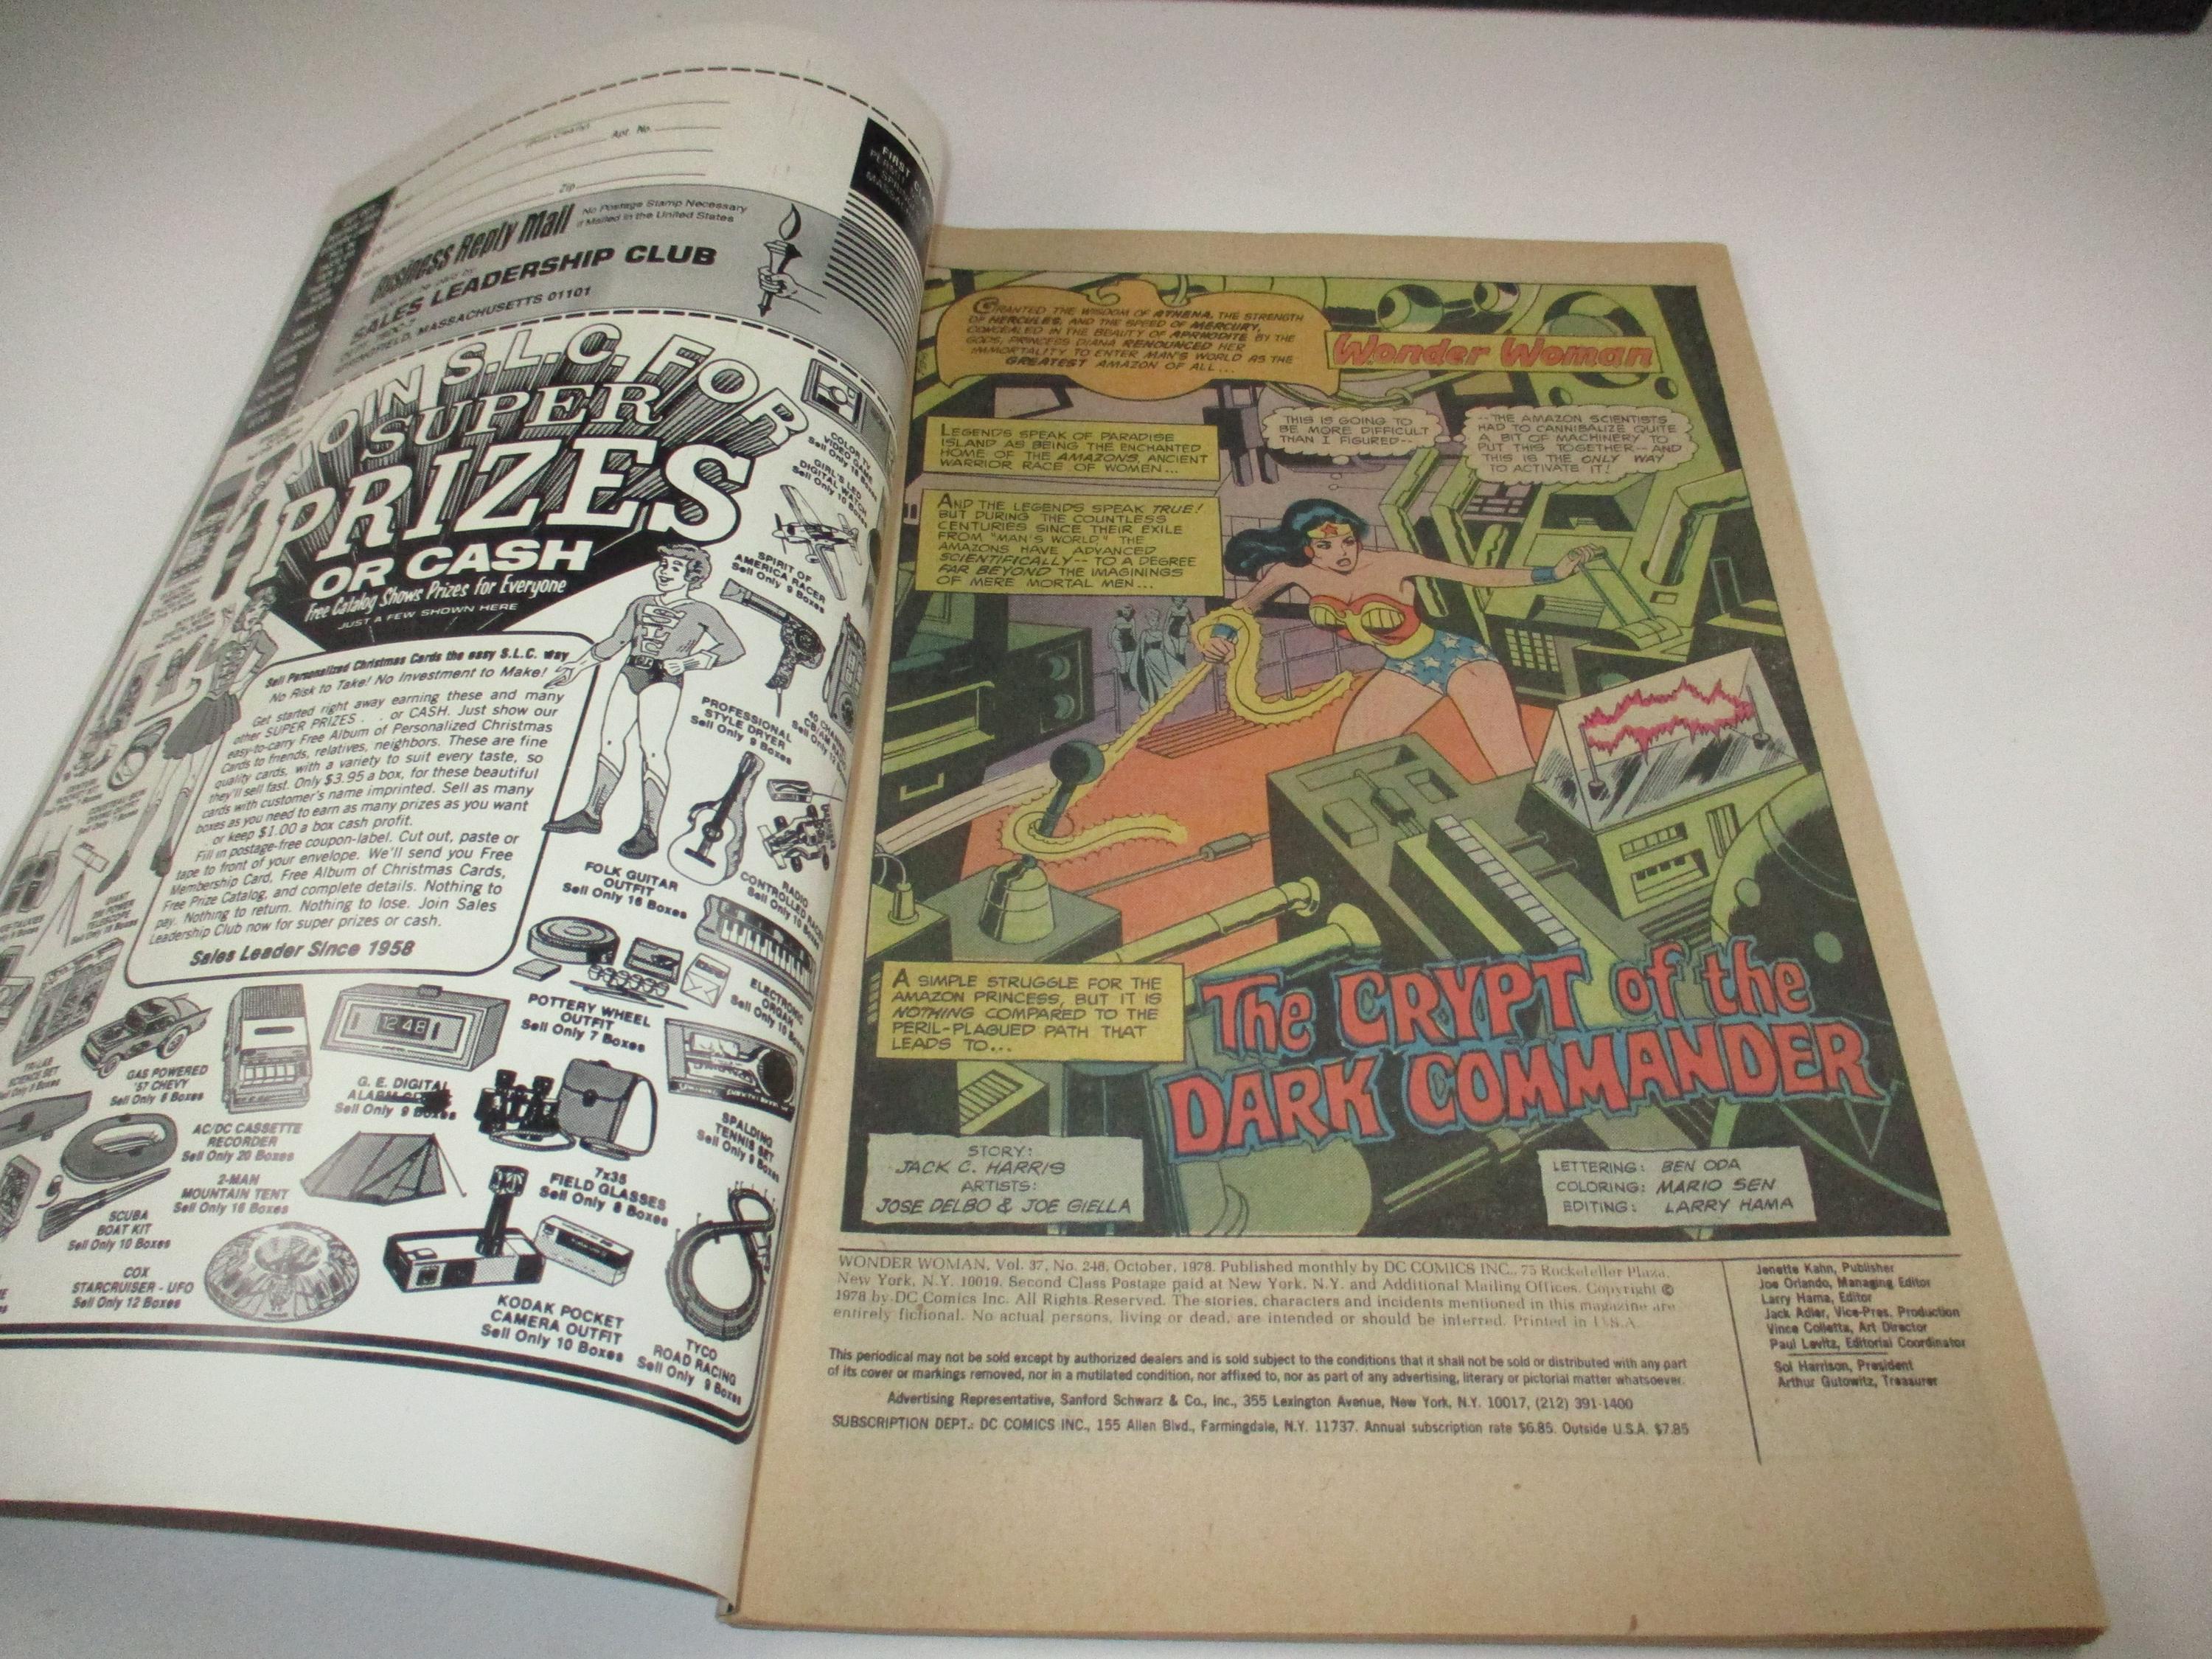 Apt. No.
Zip
Business Reply Mail
No Postage Stamp Necessary
if Mailed in the United States
SALES LEADERSHIP CLUB
MASSACHUSETTS 01101
JOIN S.L.C. FOR
SUPER
PRIZES
OR CASH
Free Catalog Shows Prizes for Everyone
JUST A FEW SHOWN HERE
Sell Personalized Christmas Cards the easy S.L.C. way
No Risk to Take! No Investment to Make!
Get started right away earning these and many
other SUPER PRIZES . . or CASH. Just show our
easy-to-carry Free Album of Personalized Christmas
Cards to friends, relatives, neighbors. These are fine
quality cards, with a variety to suit every taste, so
they'll sell fast. Only $3.95 a box, for these beautiful
cards with customer's name imprinted. Sell as many
boxes as you need to earn as many prizes as you want
or keep $1.00 a box cash profit.
Fill in postage-free coupon-label. Cut out, paste or
tape to front of your envelope. We'll send you Free
Membership Card, Free Album of Christmas Cards,
Free Prize Catalog, and complete details. Nothing to
pay. Nothing to return. Nothing to lose. Join Sales
Leadership Club now for super prizes or cash.
Sales Leader Since 1958
COLOR TV
VIDEO GAME
GIRL'S LED
DIGITAL WATCH
SPIRIT OF
AMERICA RACER
Sell Only 9 Boxes
PROFESSIONAL
STYLE DRYER
Sell Only 9 Boxes
FOLK GUITAR
OUTFIT
Sell Only 16 Boxes
RADIO
CONTROLLED RACER
POTTERY WHEEL
OUTFIT
Sell Only 7 Boxes
ELECTRONIC
ORGAN
12 48
GAS POWERED
'57 CHEVY
Sell Only 8 Boxes
G. E. DIGITAL
ALARM
Sell Only 9 Boxes
AC/DC CASSETTE
RECORDER
Sell Only 20 Boxes
SPALDING
TENNIS SET
Sell Only 9 Boxes
2-MAN
MOUNTAIN TENT
Sell Only 16 Boxes
7x35
FIELD GLASSES
Sell Only 8 Boxes
SCUBA
BOAT KIT
Sell Only 10 Boxes
COX
STARCRUISER - UFO
Sell Only 12 Boxes
KODAK POCKET
CAMERA OUTFIT
Sell Only 10 Boxes
TYCO
ROAD RACING
Sell Only 9 Boxes
GRANTED THE WISDOM OF ATHENA, THE STRENGTH
OF HERCULES, AND THE SPEED OF MERCURY,
CONCEALED IN THE BEAUTY OF APHRODITE BY THE
GODS, PRINCESS DIANA RENOUNCED HER
IMMORTALITY TO ENTER MAN'S WORLD AS THE
GREATEST AMAZON OF ALL...
Wonder Woman
LEGENDS SPEAK OF PARADISE
ISLAND AS BEING THE ENCHANTED
HOME OF THE AMAZONS, ANCIENT
WARRIOR RACE OF WOMEN...
THIS IS GOING TO
BE MORE DIFFICULT
THAN I FIGURED--
--THE AMAZON SCIENTISTS
HAD TO CANNIBALIZE QUITE
A BIT OF MACHINERY TO
PUT THIS TOGETHER--AND
THIS IS THE ONLY WAY
TO ACTIVATE IT!
AND THE LEGENDS SPEAK TRUE!
BUT DURING THE COUNTLESS
CENTURIES SINCE THEIR EXILE
FROM "MAN'S WORLD," THE
AMAZONS HAVE ADVANCED
SCIENTIFICALLY--TO A DEGREE
FAR BEYOND THE IMAGININGS
OF MERE MORTAL MEN...
A SIMPLE STRUGGLE FOR THE
AMAZON PRINCESS, BUT IT IS
NOTHING COMPARED TO THE
PERIL-PLAGUED PATH THAT
LEADS TO...
The CRYPT of the
DARK COMMANDER
STORY:
JACK C. HARRIS
ARTISTS:
JOSE DELBO & JOE GIELLA
LETTERING: BEN ODA
COLORING: MARIO SEN
EDITING: LARRY HAMA
WONDER WOMAN, Vol. 37, No. 248, October, 1978. Published monthly by DC COMICS INC., 75 Rockefeller Plaza,
New York, N.Y. 10019. Second Class Postage paid at New York, N.Y. and Additional Mailing Offices. Copyright ©
1978 by DC Comics Inc. All Rights Reserved. The stories, characters and incidents mentioned in this magazine are
entirely fictional. No actual persons, living or dead, are intended or should be inferred. Printed in U.S.A.
This periodical may not be sold except by authorized dealers and is sold subject to the conditions that it shall not be sold or distributed with any part
of its cover or markings removed, nor in a mutilated condition, nor affixed to, nor as part of any advertising, literary or pictorial matter whatsoever.
Advertising Representative, Sanford Schwarz & Co., Inc., 355 Lexington Avenue, New York, N.Y. 10017, (212) 391-1400
SUBSCRIPTION DEPT.: DC COMICS INC., 155 Allen Blvd., Farmingdale, N.Y. 11737. Annual subscription rate $6.85. Outside U.S.A. $7.85
Jenette Kahn, Publisher
Joe Orlando, Managing Editor
Larry Hama, Editor
Jack Adler, Vice-Pres. Production
Vince Colletta, Art Director
Paul Levitz, Editorial Coordinator
Sol Harrison, President
Arthur Gutowitz, Treasurer